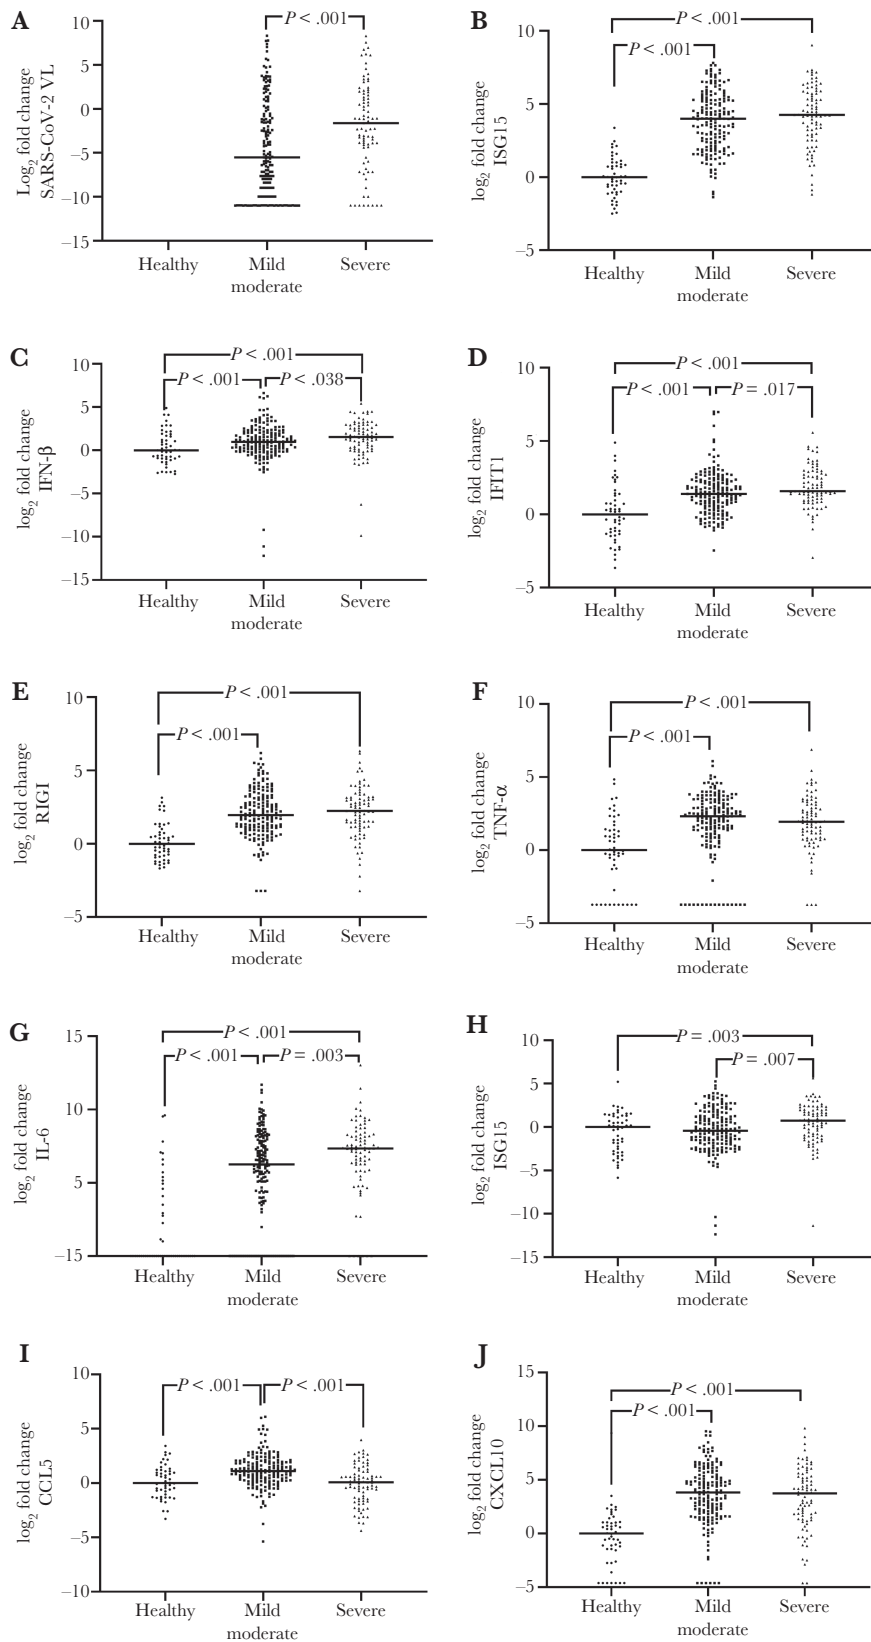 A
Log2 fold change
SARS-CoV-2 VL
10
5
0
−5
−10
−15
P < .001
Healthy
Mild
moderate
Severe
B
log2 fold change
ISG15
10
5
0
−5
P < .001
P < .001
Healthy
Mild
moderate
Severe
C
log2 fold change
IFN-β
10
5
0
−5
−10
−15
P < .001
P < .001
P < .038
Healthy
Mild
moderate
Severe
D
log2 fold change
IFIT1
10
5
0
−5
P < .001
P < .001
P = .017
Healthy
Mild
moderate
Severe
E
log2 fold change
RIGI
10
5
0
−5
P < .001
P < .001
Healthy
Mild
moderate
Severe
F
log2 fold change
TNF-α
10
5
0
−5
P < .001
P < .001
Healthy
Mild
moderate
Severe
G
log2 fold change
IL-6
15
10
5
−15
P < .001
P < .001
P = .003
Healthy
Mild
moderate
Severe
H
log2 fold change
ISG15
10
5
0
−5
−10
−15
P = .003
P = .007
Healthy
Mild
moderate
Severe
I
log2 fold change
CCL5
10
5
0
−5
−10
P < .001
P < .001
Healthy
Mild
moderate
Severe
J
log2 fold change
CXCL10
15
10
5
0
−5
P < .001
P < .001
Healthy
Mild
moderate
Severe